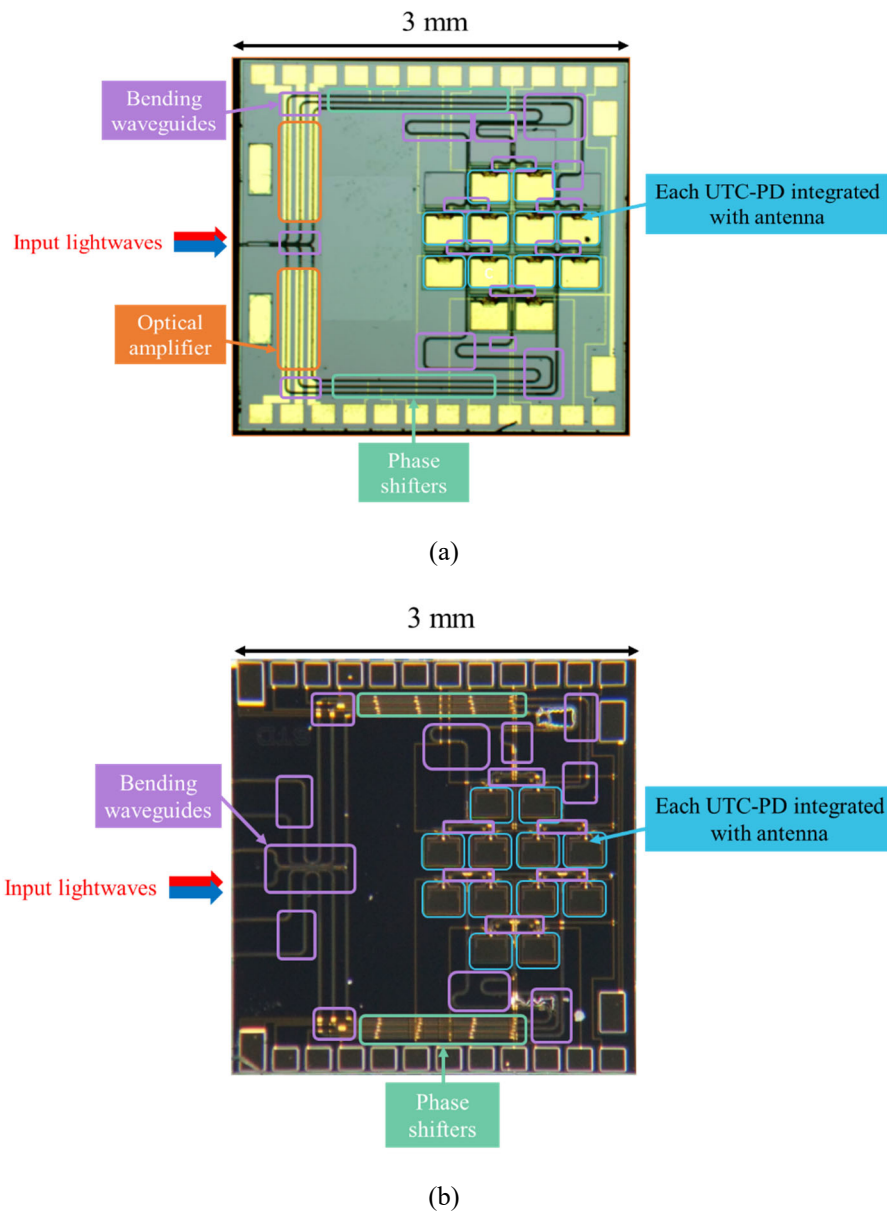 3 mm
Bending
waveguides
Each UTC-PD integrated
with antenna
Input lightwaves
Optical
amplifier
Phase
shifters
(a)
3 mm
Bending
waveguides
Each UTC-PD integrated
with antenna
Input lightwaves
Phase
shifters
(b)